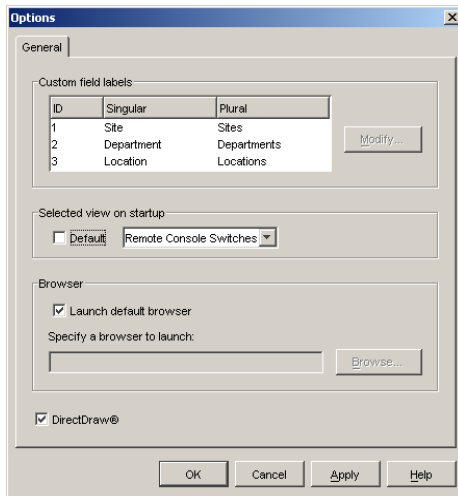 Options
General
Custom field labels
ID Singular Plural
1 Site Sites
2 Department Departments
3 Location Locations
Modify...
Selected view on startup
Default Remote Console Switches
Browser
Launch default browser
Specify a browser to launch:
Browse...
DirectDraw®
OK Cancel Apply Help